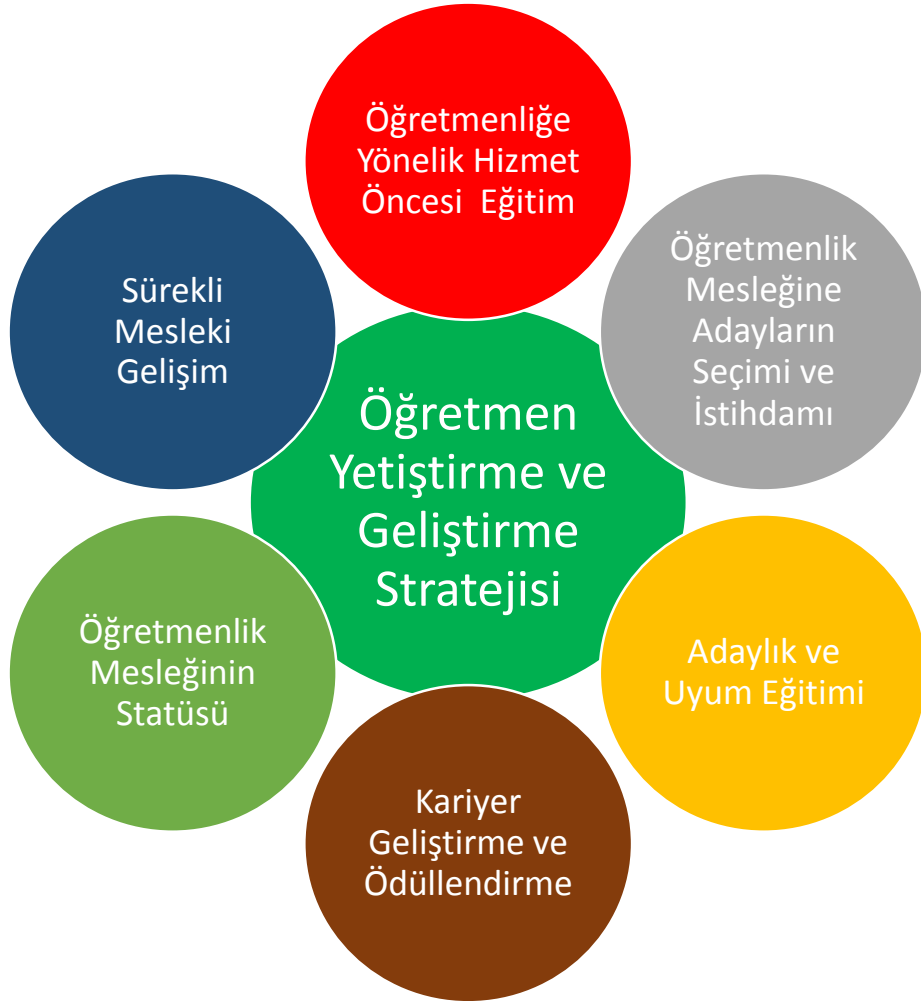 Öğretmenliğe
Yönelik Hizmet
Öncesi Eğitim
Öğretmenlik
Mesleğine
Adayların
Seçimi ve
İstihdamı
Sürekli
Mesleki
Gelişim
Öğretmen
Yetiştirme ve
Geliştirme
Stratejisi
Adaylık ve
Uyum Eğitimi
Öğretmenlik
Mesleğinin
Statüsü
Kariyer
Geliştirme ve
Ödüllendirme